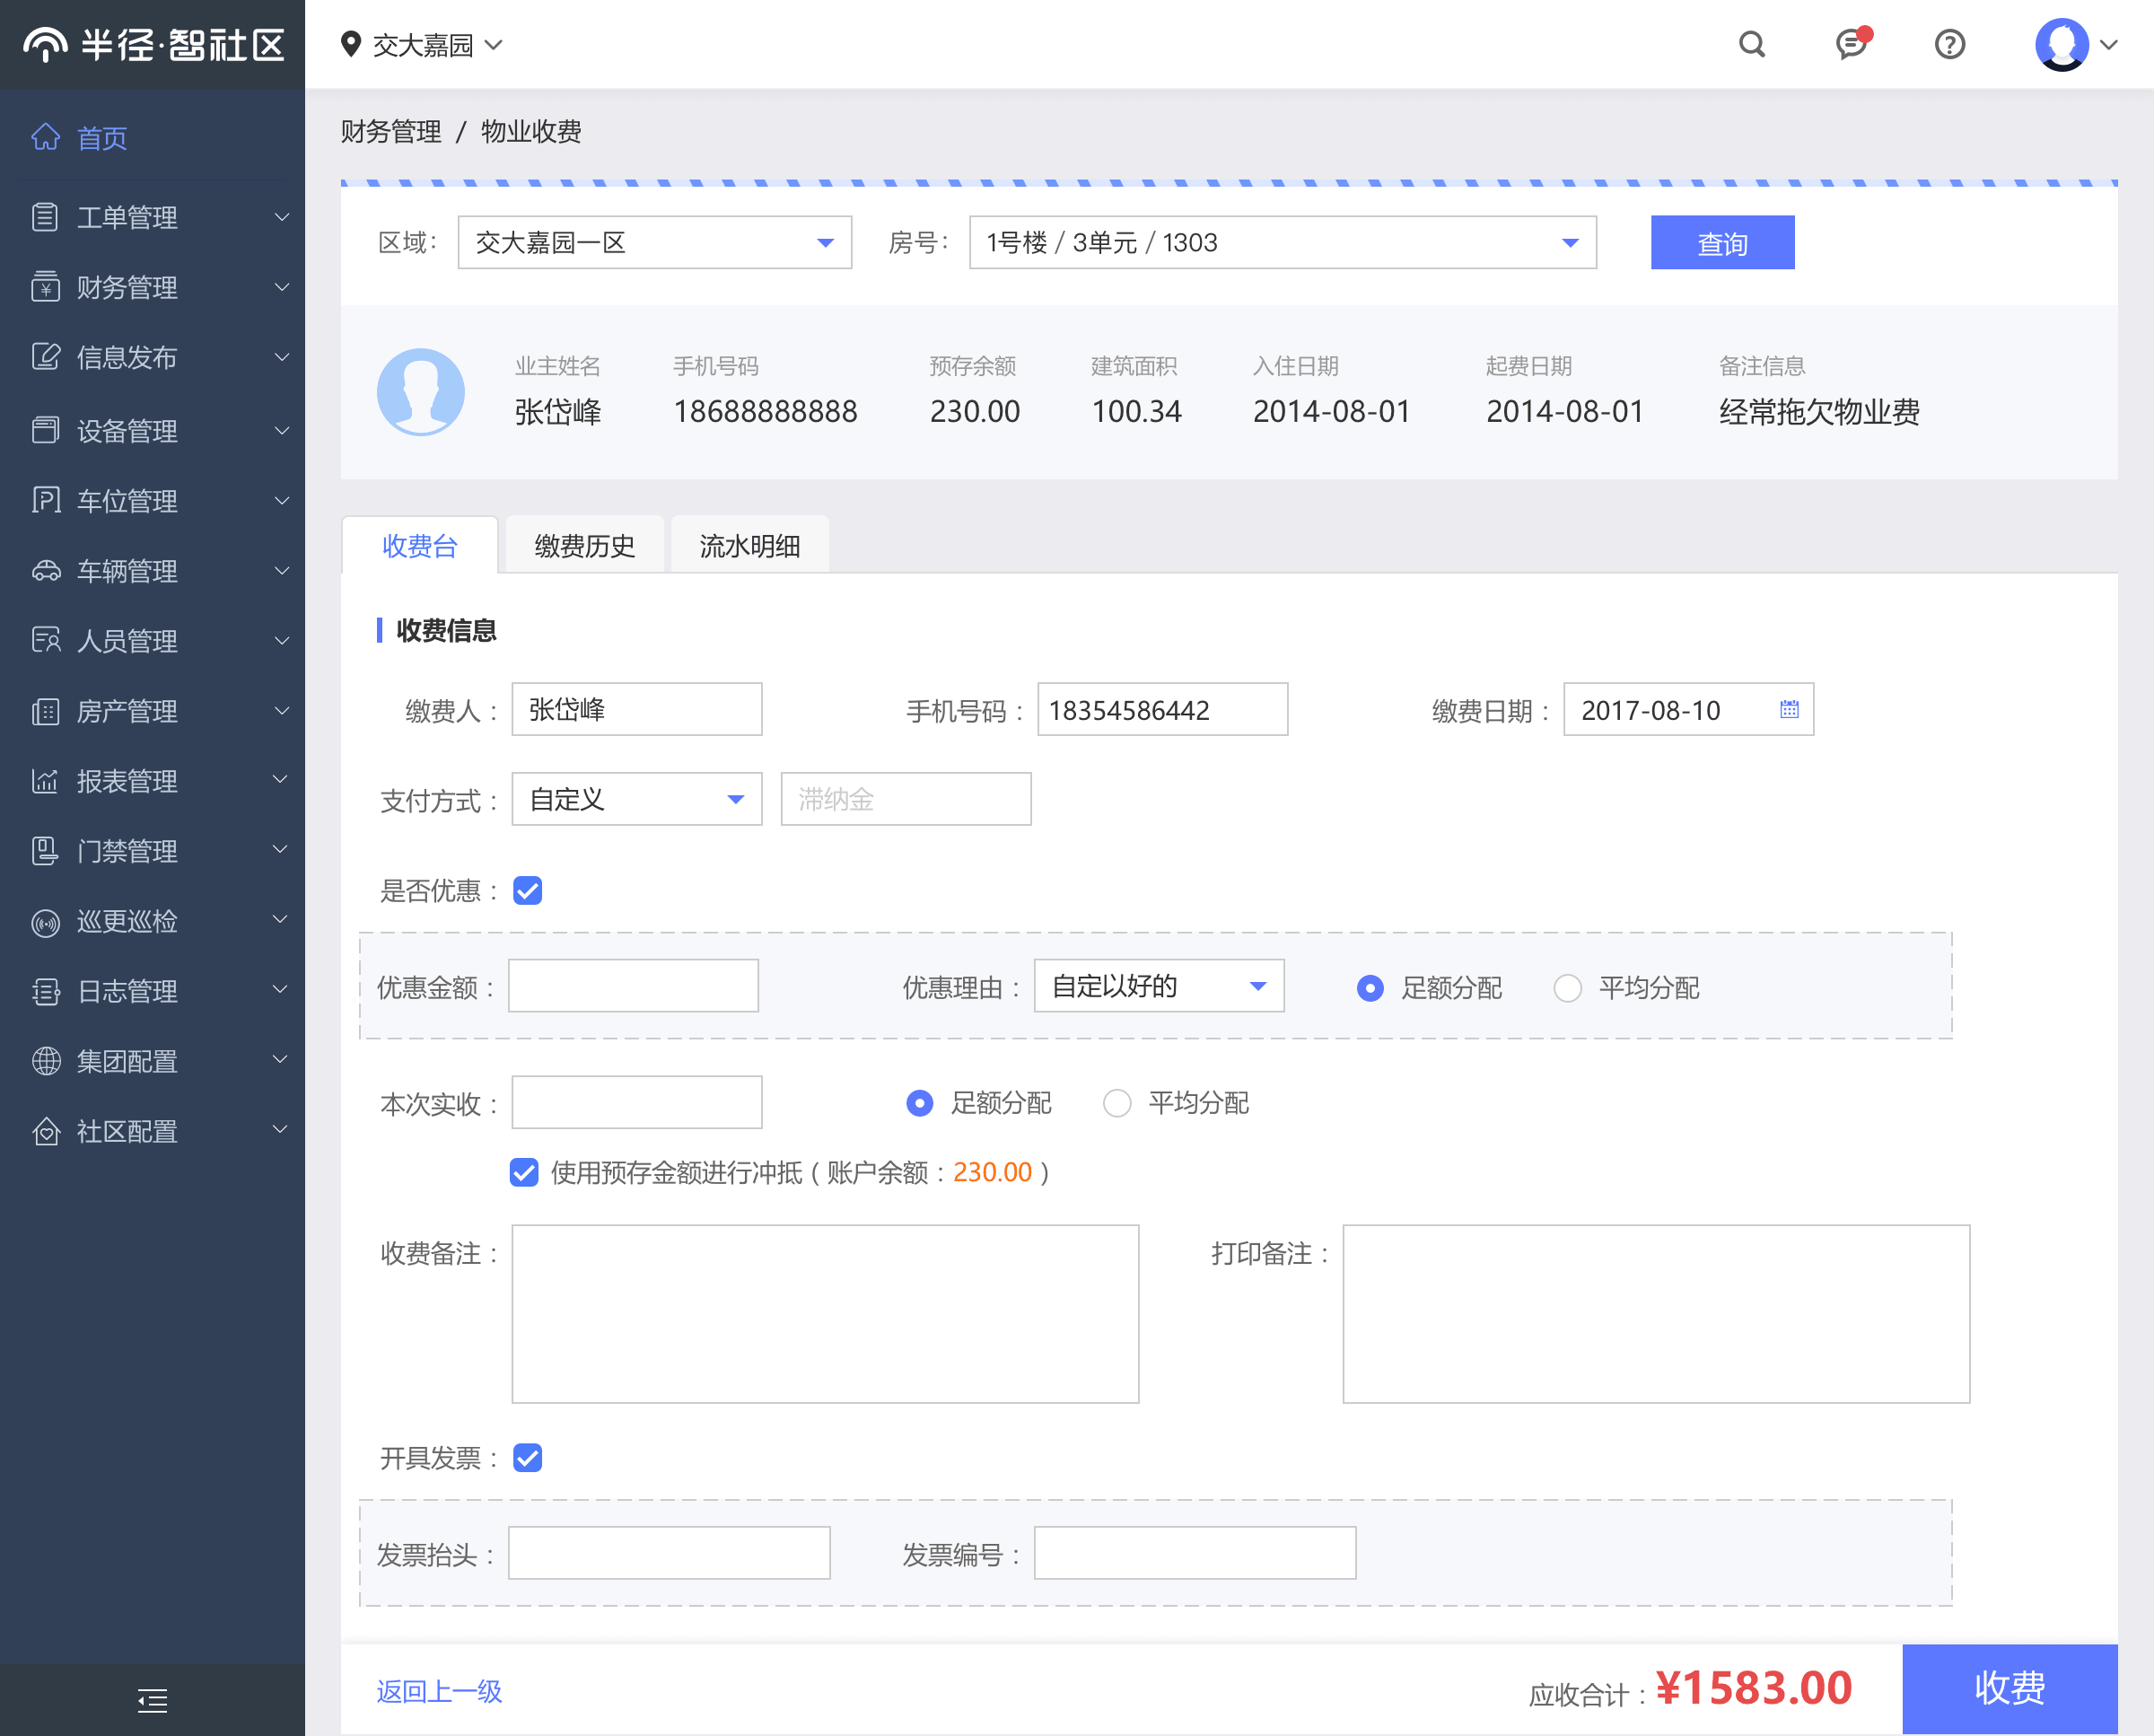 半径·智社区
交大嘉园
首页
工单管理
财务管理
信息发布
设备管理
车位管理
车辆管理
人员管理
房产管理
报表管理
门禁管理
巡更巡检
日志管理
集团配置
社区配置
财务管理 / 物业收费
区域： 交大嘉园一区 房号： 1号楼 / 3单元 / 1303 查询
业主姓名 手机号码 预存余额 建筑面积 入住日期 起费日期 备注信息
张岱峰 18688888888 230.00 100.34 2014-08-01 2014-08-01 经常拖欠物业费
收费台 缴费历史 流水明细
收费信息
缴费人： 张岱峰 手机号码： 18354586442 缴费日期： 2017-08-10
支付方式： 自定义 滞纳金
是否优惠：
优惠金额： 优惠理由： 自定以好的 足额分配 平均分配
本次实收： 足额分配 平均分配
使用预存金额进行冲抵（账户余额：230.00）
收费备注： 打印备注：
开具发票：
发票抬头： 发票编号：
返回上一级 应收合计：¥1583.00 收费